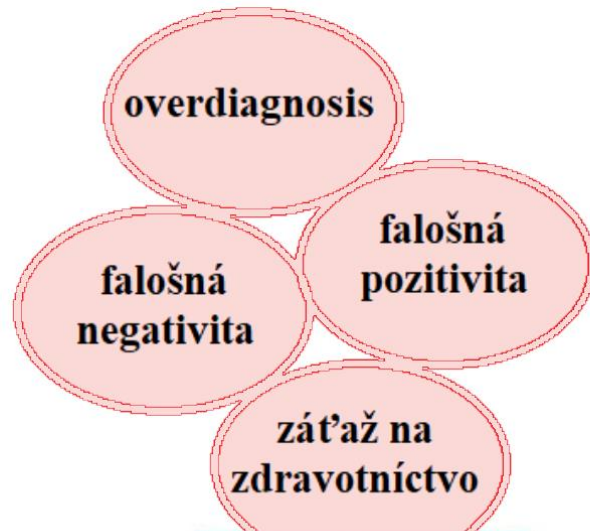 overdiagnosis
falošná
pozitivita
falošná
negativita
záťaž na
zdravotníctvo